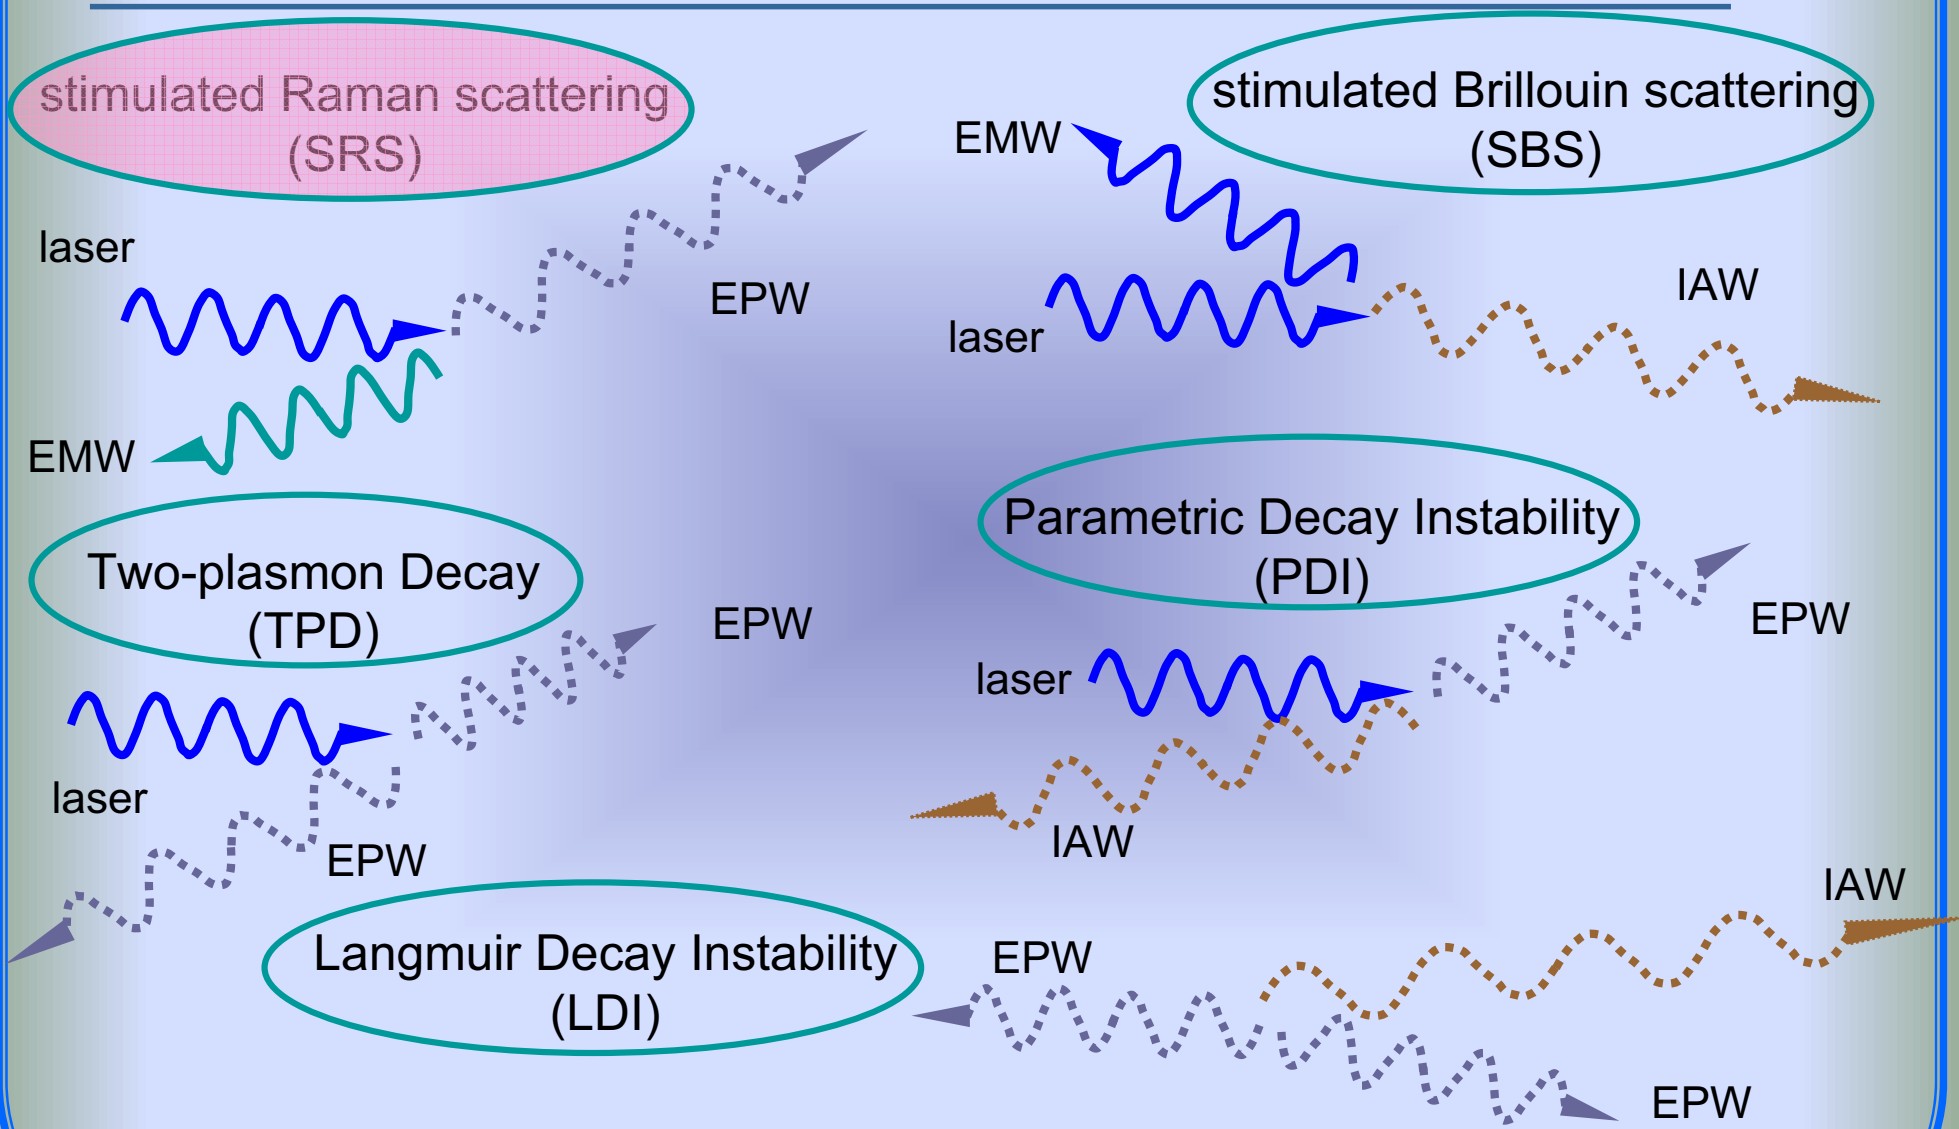 stimulated Raman scattering
(SRS)
laser
EPW
EMW
stimulated Brillouin scattering
(SBS)
EMW
laser
IAW
Two-plasmon Decay
(TPD)
EPW
laser
EPW
Parametric Decay Instability
(PDI)
EPW
laser
IAW
Langmuir Decay Instability
(LDI)
EPW
IAW
EPW